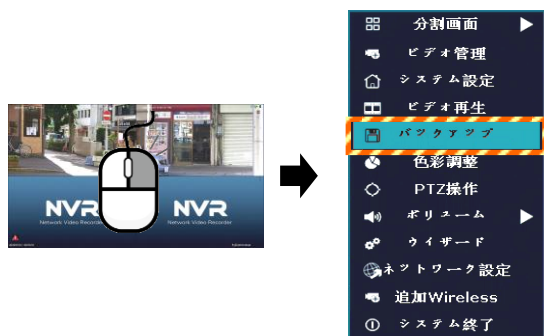 NVR
Network Video Recorder
NVR
Network Video Recorder
分割画面
ビデオ管理
システム設定
ビデオ再生
バックアップ
色彩調整
PTZ操作
ボリューム
ウィザード
ネットワーク設定
追加Wireless
システム終了